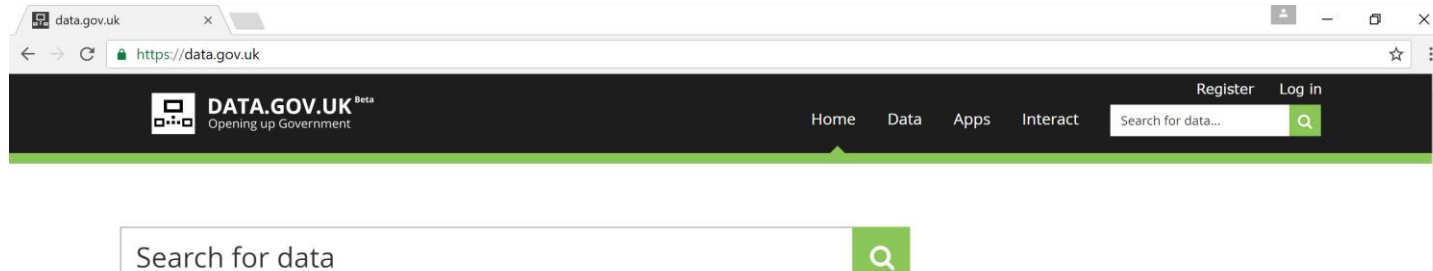 data.gov.uk
https://data.gov.uk
Register Log in
DATA.GOV.UK Beta
Opening up Government
Home Data Apps Interact
Search for data...
Search for data